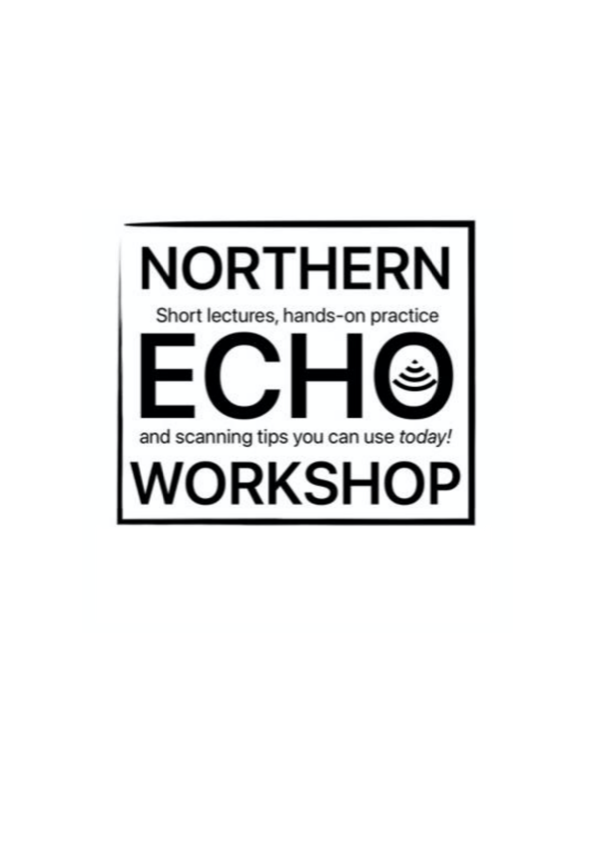 NORTHERN
Short lectures, hands-on practice
ECHO
and scanning tips you can use today!
WORKSHOP